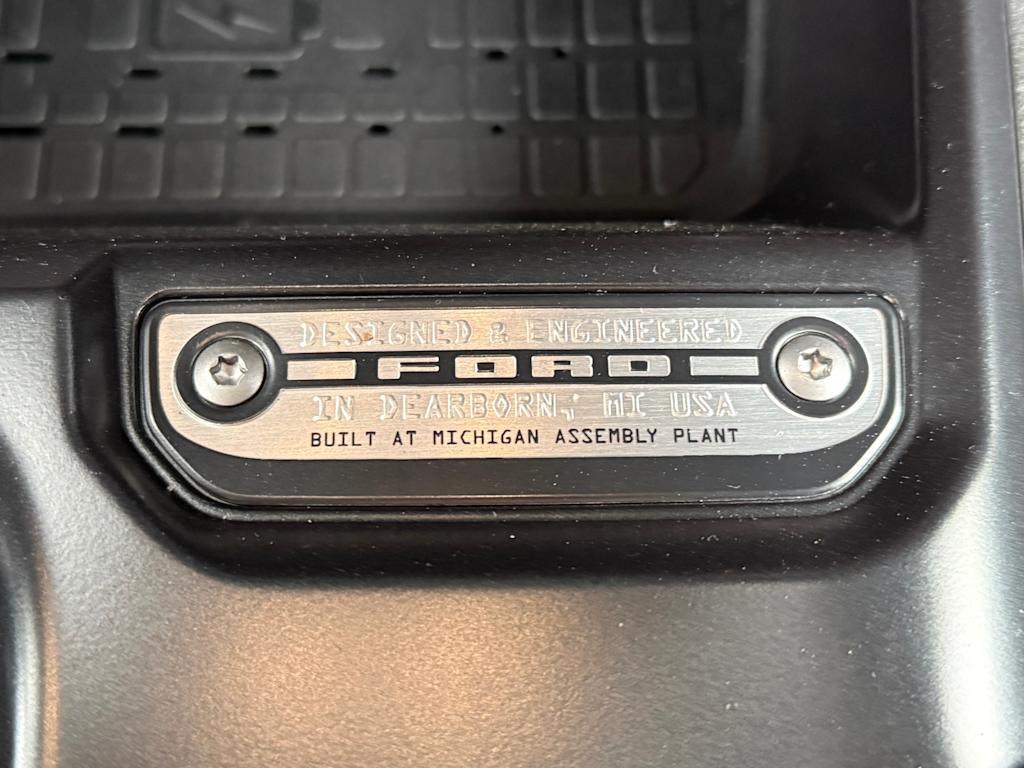 DESIGNED & ENGINEERED
FORD
IN DEARBORN, MI USA
BUILT AT MICHIGAN ASSEMBLY PLANT